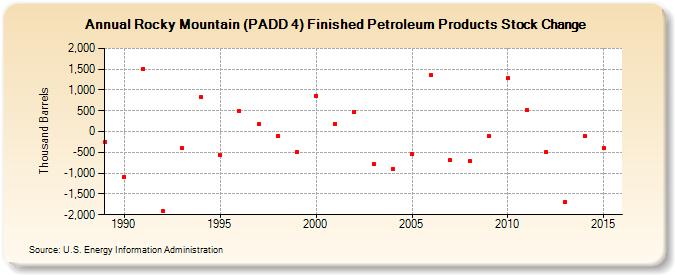 Annual Rocky Mountain (PADD 4) Finished Petroleum Products Stock Change
Thousand Barrels
2,000
1,500
1,000
500
0
-500
-1,000
-1,500
-2,000
1990 1995 2000 2005 2010 2015
Source: U.S. Energy Information Administration